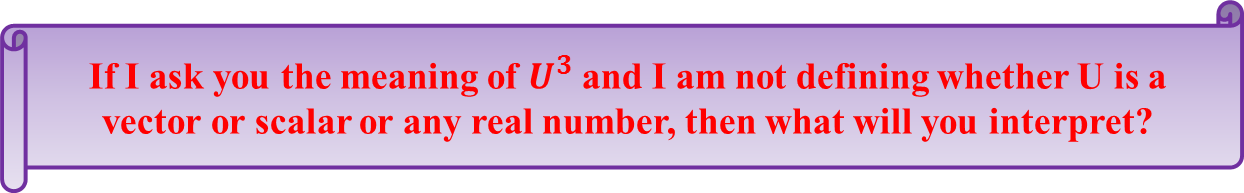 If I ask you the meaning of 𝑼³ and I am not defining whether U is a
vector or scalar or any real number, then what will you interpret?